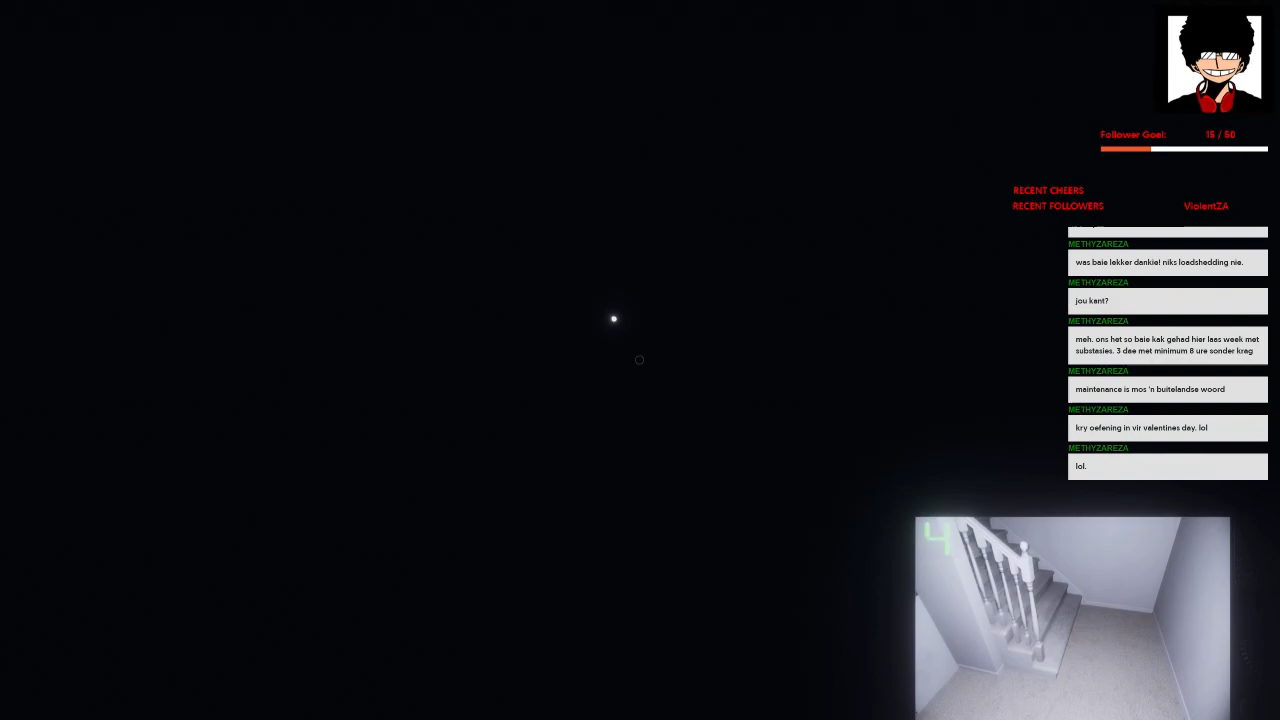 Follower Goal: 15 / 50
RECENT CHEERS
RECENT FOLLOWERS ViolentZA
METHYZAREZA
was baie lekker dankie! niks loadshedding nie.
METHYZAREZA
jou kant?
METHYZAREZA
meh. ons het so baie kak gehad hier laas week met
substasies. 3 dae met minimum 8 ure sonder krag
METHYZAREZA
maintenance is mos 'n buitelandse woord
METHYZAREZA
kry oefening in vir valentines day. lol
METHYZAREZA
lol.
4